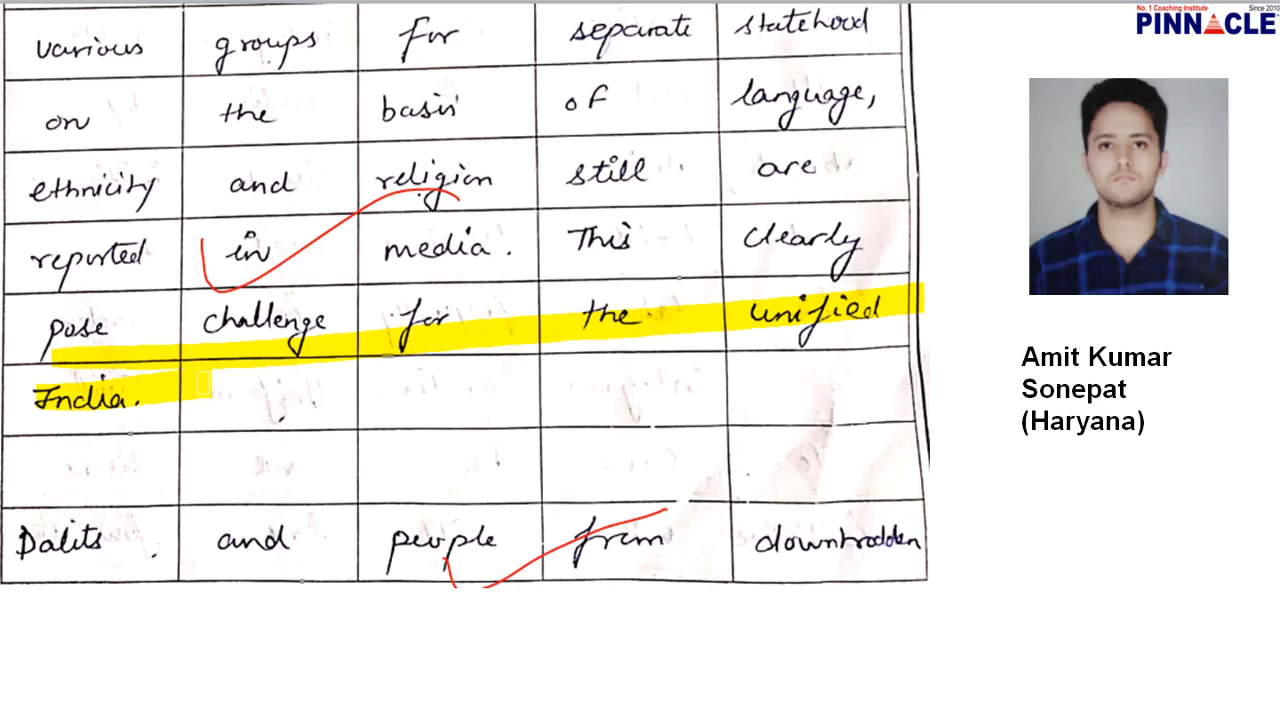 various groups for separate statehood
on the basis of language,
ethnicity and religion still are
reported in media. This clearly
pose challenge for the unified
India.
Dalits and people from downtrodden
No. 1 Coaching Institute Since 2010
PINNACLE
Amit Kumar
Sonepat
(Haryana)